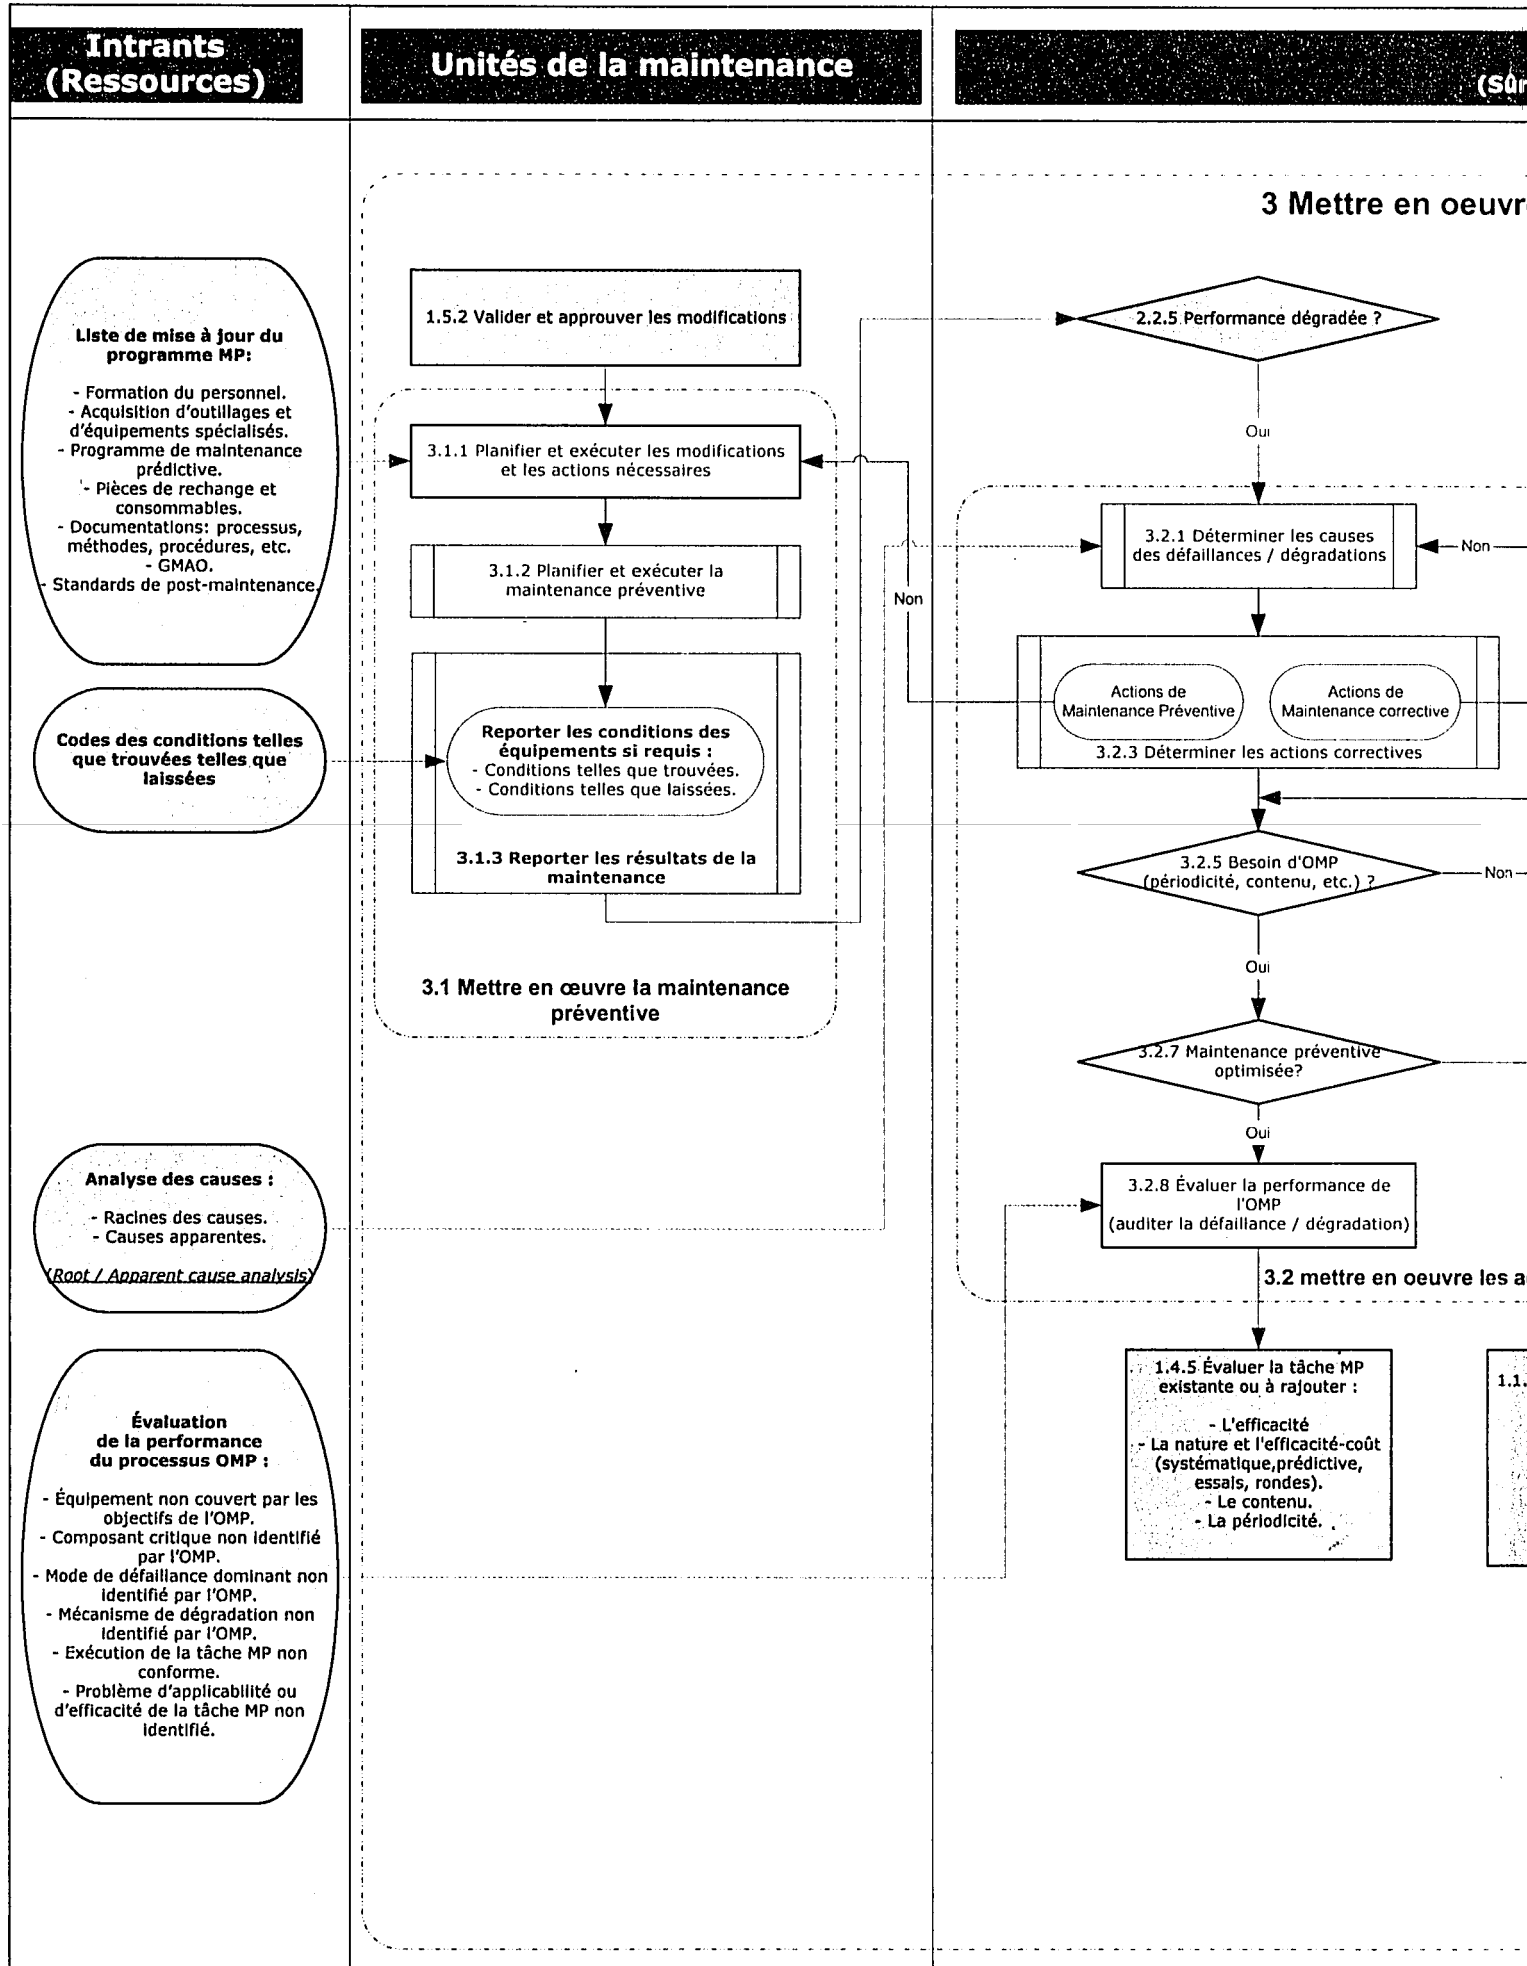 Intrants
(Ressources)
Unités de la maintenance
(Sûr
3 Mettre en oeuvre
Liste de mise à jour du
programme MP:
- Formation du personnel.
- Acquisition d'outillages et
d'équipements spécialisés.
- Programme de maintenance
prédictive.
- Pièces de rechange et
consommables.
- Documentations: processus,
méthodes, procédures, etc.
- GMAO.
- Standards de post-maintenance.
Codes des conditions telles
que trouvées telles que
laissées
Analyse des causes :
- Racines des causes.
- Causes apparentes.
(Root / Apparent cause analysis)
Évaluation
de la performance
du processus OMP :
- Équipement non couvert par les
objectifs de l'OMP.
- Composant critique non identifié
par l'OMP.
- Mode de défaillance dominant non
identifié par l'OMP.
- Mécanisme de dégradation non
identifié par l'OMP.
- Exécution de la tâche MP non
conforme.
- Problème d'applicabilité ou
d'efficacité de la tâche MP non
identifié.
1.5.2 Valider et approuver les modifications
3.1.1 Planifier et exécuter les modifications
et les actions nécessaires
3.1.2 Planifier et exécuter la
maintenance préventive
Reporter les conditions des
équipements si requis :
- Conditions telles que trouvées.
- Conditions telles que laissées.
3.1.3 Reporter les résultats de la
maintenance
3.1 Mettre en œuvre la maintenance
préventive
2.2.5 Performance dégradée ?
Oui
3.2.1 Déterminer les causes
des défaillances / dégradations
Non
Non
Actions de
Maintenance Préventive
Actions de
Maintenance corrective
3.2.3 Déterminer les actions correctives
3.2.5 Besoin d'OMP
(périodicité, contenu, etc.) ?
Non
Oui
3.2.7 Maintenance préventive
optimisée?
Oui
3.2.8 Évaluer la performance de
l'OMP
(auditer la défaillance / dégradation)
3.2 mettre en oeuvre les a
1.4.5 Évaluer la tâche MP
existante ou à rajouter :
- L'efficacité
- La nature et l'efficacité-coût
(systématique,prédictive,
essais, rondes).
- Le contenu.
- La périodicité.
1.1.